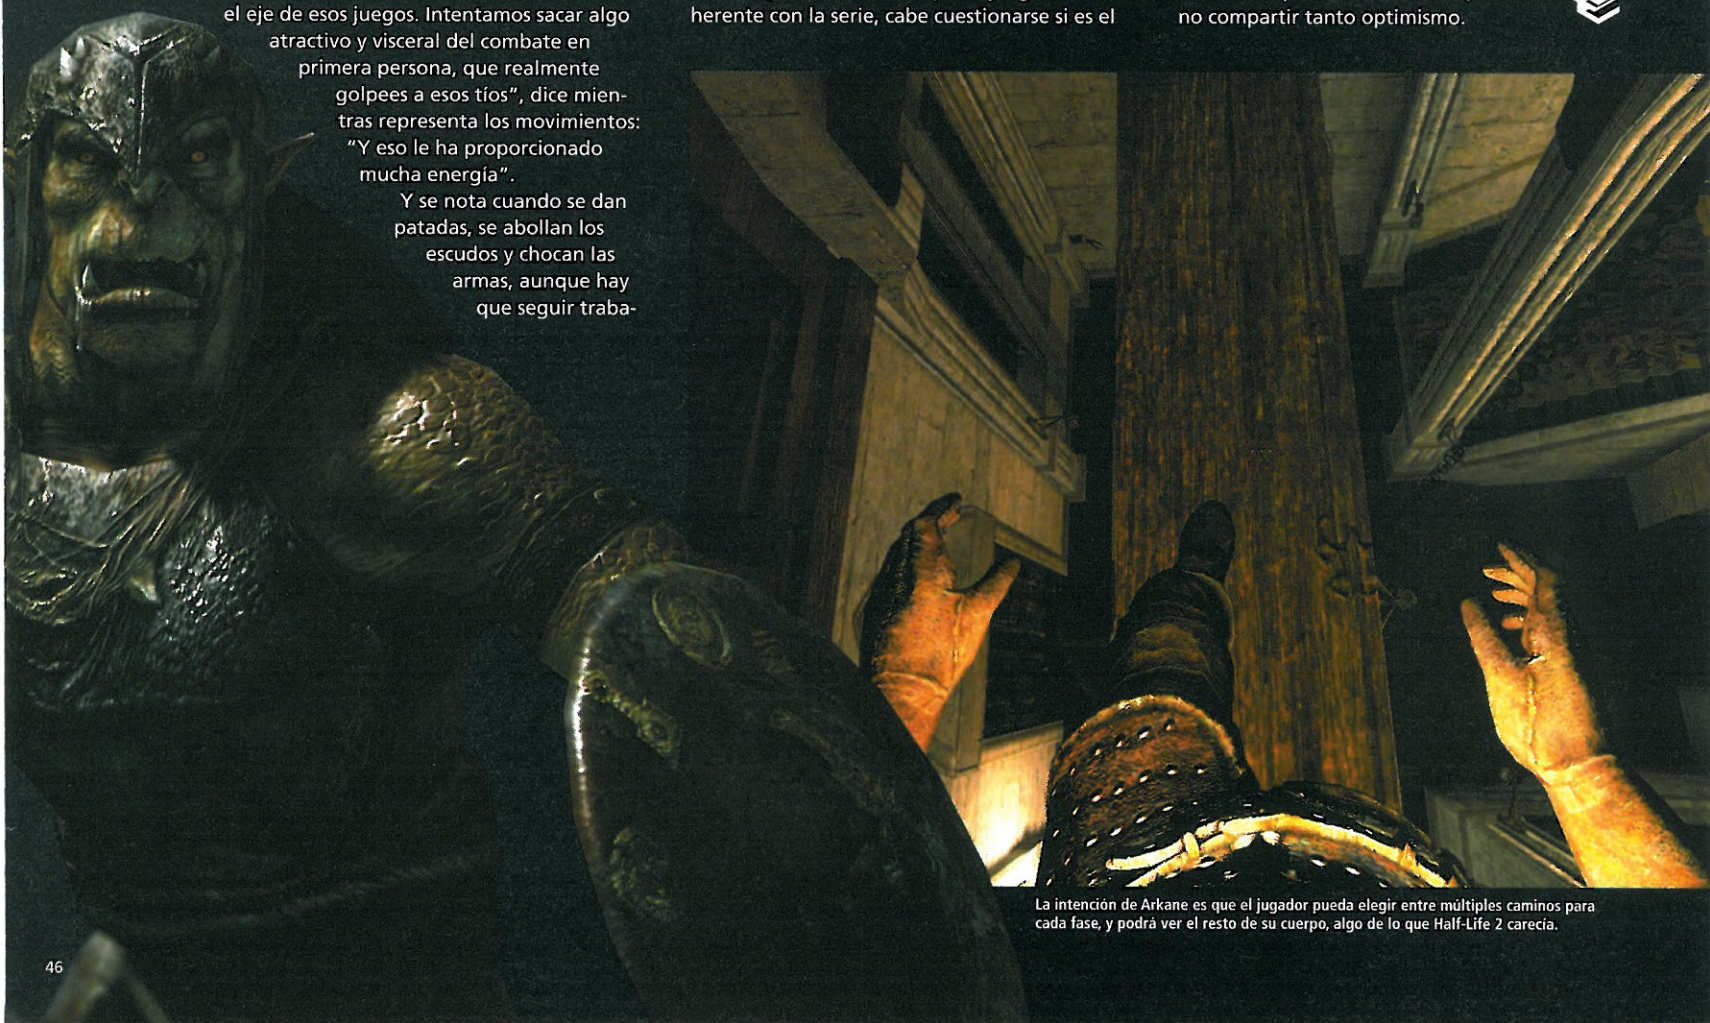 el eje de esos juegos. Intentamos sacar algo
atractivo y visceral del combate en
primera persona, que realmente
golpees a esos tíos”, dice mien-
tras representa los movimientos:
“Y eso le ha proporcionado
mucha energía”.
Y se nota cuando se dan
patadas, se abollan los
escudos y chocan las
armas, aunque hay
que seguir traba-
herente con la serie, cabe cuestionarse si es el
no compartir tanto optimismo.
La intención de Arkane es que el jugador pueda elegir entre múltiples caminos para
cada fase, y podrá ver el resto de su cuerpo, algo de lo que Half-Life 2 carecía.
46